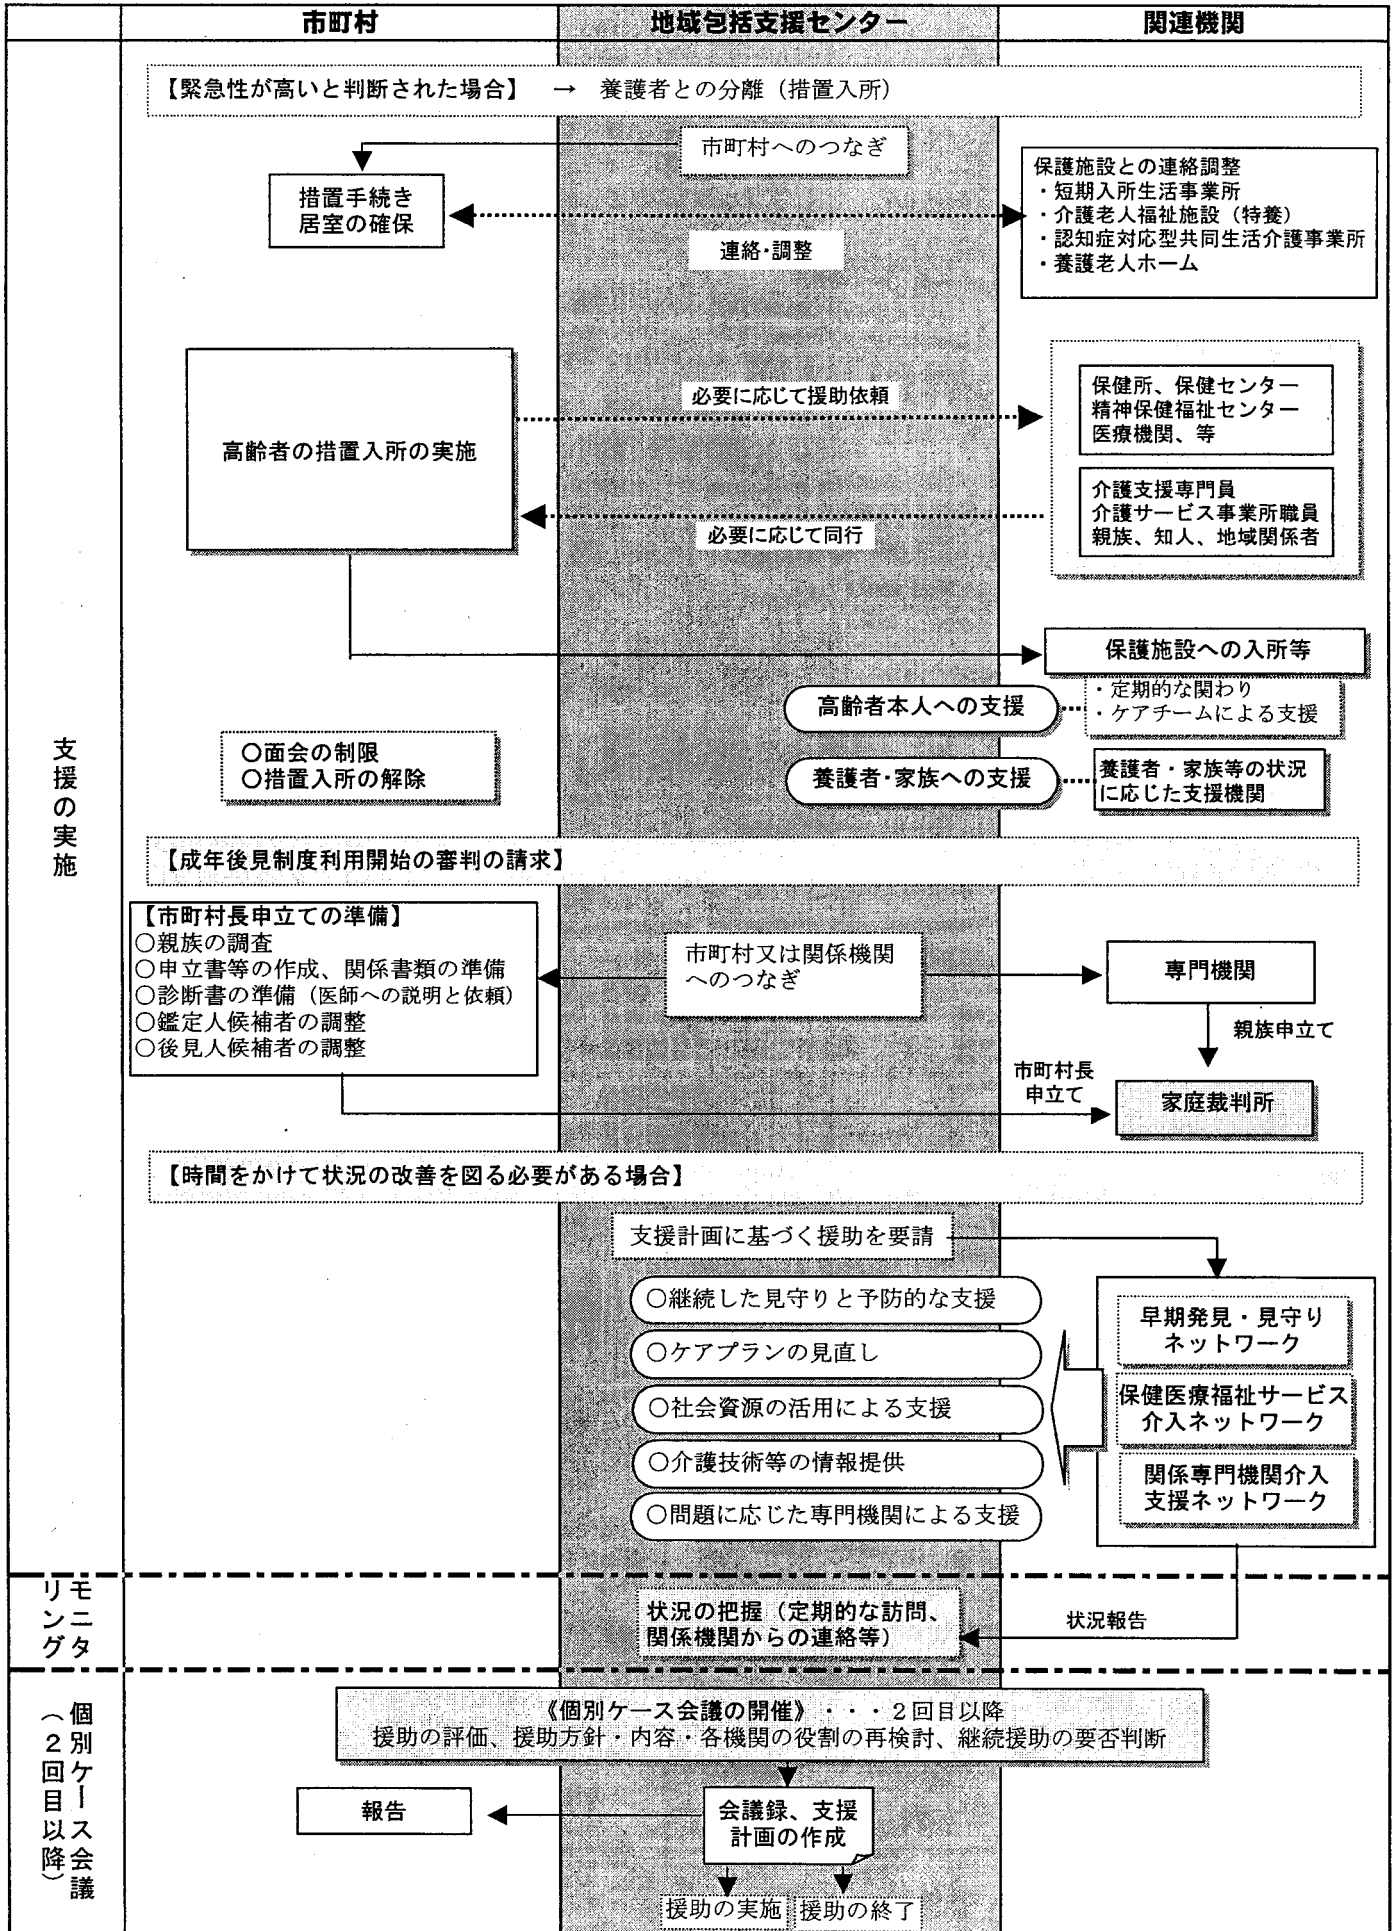 市町村
地域包括支援センター
関連機関
【緊急性が高いと判断された場合】 → 養護者との分離（措置入所）
市町村へのつなぎ
措置手続き
居室の確保
連絡・調整
保護施設との連絡調整
・短期入所生活事業所
・介護老人福祉施設（特養）
・認知症対応型共同生活介護事業所
・養護老人ホーム
高齢者の措置入所の実施
必要に応じて援助依頼
必要に応じて同行
保健所、保健センター
精神保健福祉センター
医療機関、等
介護支援専門員
介護サービス事業所職員
親族、知人、地域関係者
保護施設への入所等
高齢者本人への支援
・定期的な関わり
・ケアチームによる支援
○面会の制限
○措置入所の解除
養護者・家族への支援
養護者・家族等の状況
に応じた支援機関
支援の実施
【成年後見制度利用開始の審判の請求】
【市町村長申立ての準備】
○親族の調査
○申立書等の作成、関係書類の準備
○診断書の準備（医師への説明と依頼）
○鑑定人候補者の調整
○後見人候補者の調整
市町村又は関係機関
へのつなぎ
専門機関
親族申立て
市町村長
申立て
家庭裁判所
【時間をかけて状況の改善を図る必要がある場合】
支援計画に基づく援助を要請
○継続した見守りと予防的な支援
○ケアプランの見直し
○社会資源の活用による支援
○介護技術等の情報提供
○問題に応じた専門機関による支援
早期発見・見守り
ネットワーク
保健医療福祉サービス
介入ネットワーク
関係専門機関介入
支援ネットワーク
モニタ
リング
状況の把握（定期的な訪問、
関係機関からの連絡等）
状況報告
個別ケース会議
（２回目以降）
《個別ケース会議の開催》・・・２回目以降
援助の評価、援助方針・内容・各機関の役割の再検討、継続援助の要否判断
報告
会議録、支援
計画の作成
援助の実施
援助の終了